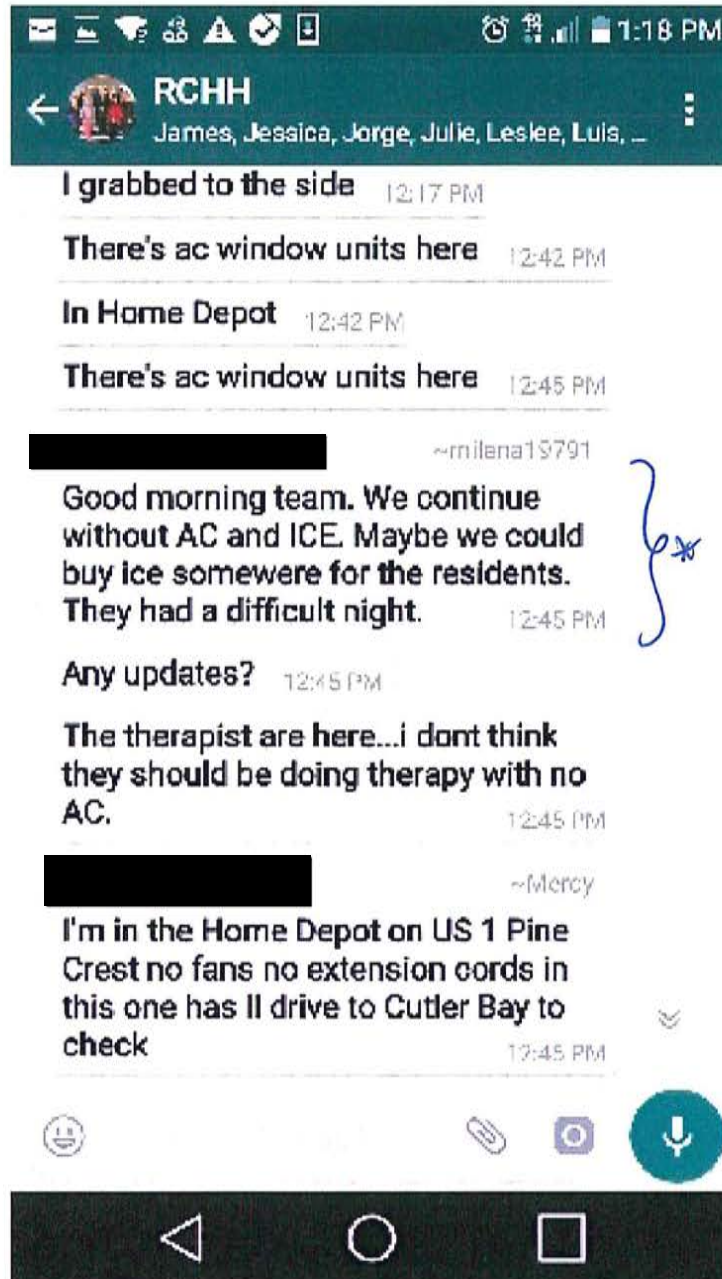 1:18 PM
RCHH
James, Jessica, Jorge, Julie, Leslee, Luis, ...
I grabbed to the side 12:17 PM
There's ac window units here 12:42 PM
In Home Depot 12:42 PM
There's ac window units here 12:45 PM
~milena19791
Good morning team. We continue
without AC and ICE. Maybe we could
buy ice somewere for the residents.
They had a difficult night. 12:45 PM
Any updates? 12:45 PM
The therapist are here...i dont think
they should be doing therapy with no
AC. 12:45 PM
~Mercy
I'm in the Home Depot on US 1 Pine
Crest no fans no extension cords in
this one has ll drive to Cutler Bay to
check 12:45 PM